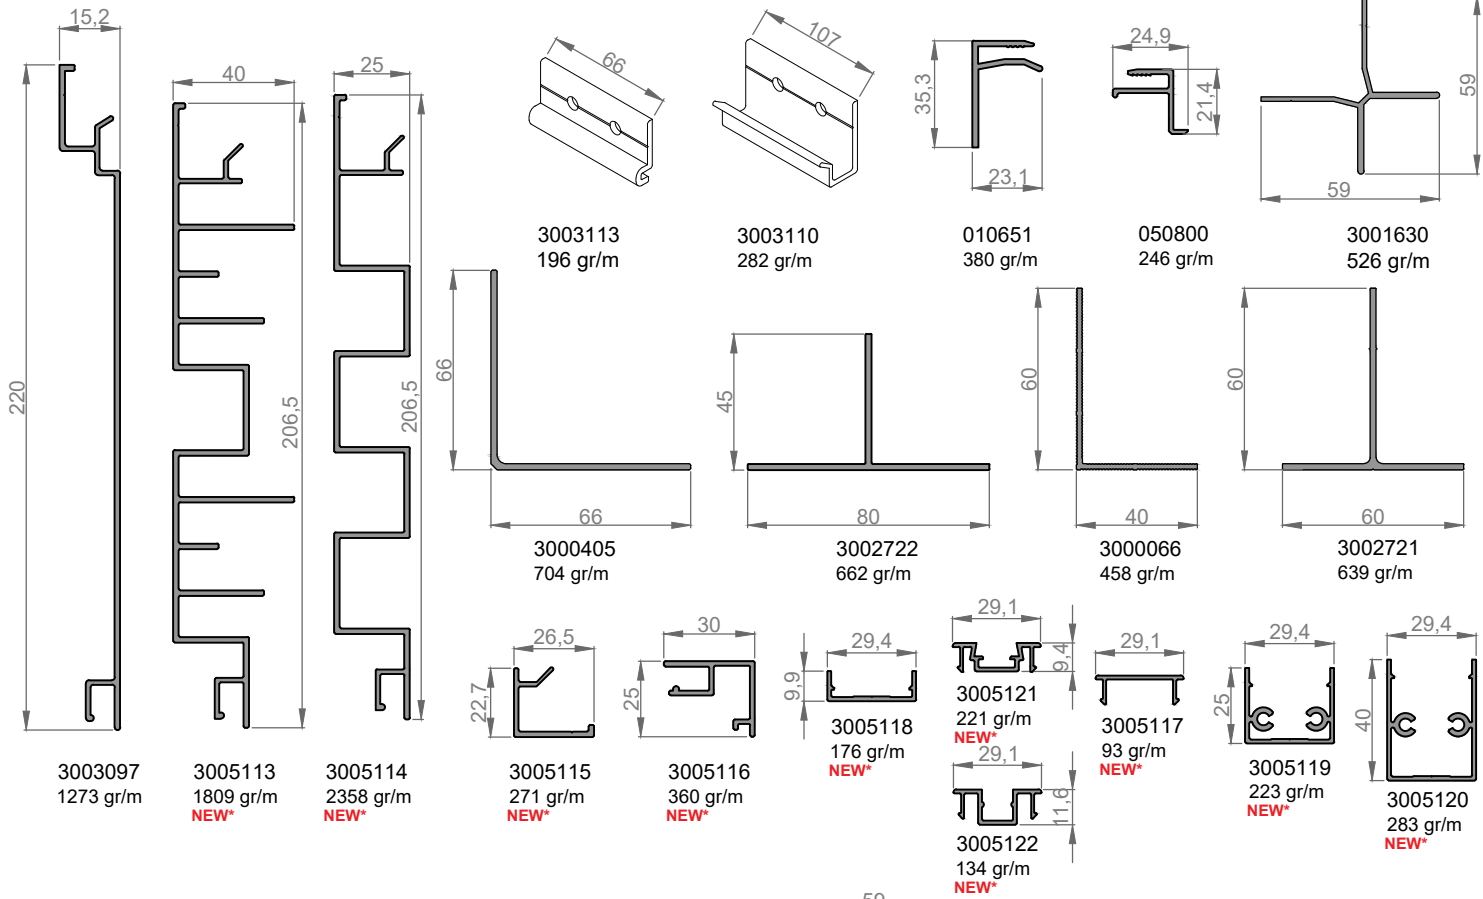 15,2
40
25
220
206,5
206,5
3003097
1273 gr/m
3005113
1809 gr/m
NEW*
3005114
2358 gr/m
NEW*
66
3003113
196 gr/m
107
3003110
282 gr/m
35,3
23,1
010651
380 gr/m
24,9
21,4
050800
246 gr/m
59
59
3001630
526 gr/m
66
66
3000405
704 gr/m
45
80
3002722
662 gr/m
60
40
3000066
458 gr/m
60
60
3002721
639 gr/m
26,5
22,7
3005115
271 gr/m
NEW*
30
25
3005116
360 gr/m
NEW*
29,4
9,9
3005118
176 gr/m
NEW*
29,1
9,4
3005121
221 gr/m
NEW*
29,1
11,6
3005122
134 gr/m
NEW*
29,1
3005117
93 gr/m
NEW*
29,4
25
3005119
223 gr/m
NEW*
29,4
40
3005120
283 gr/m
NEW*
59